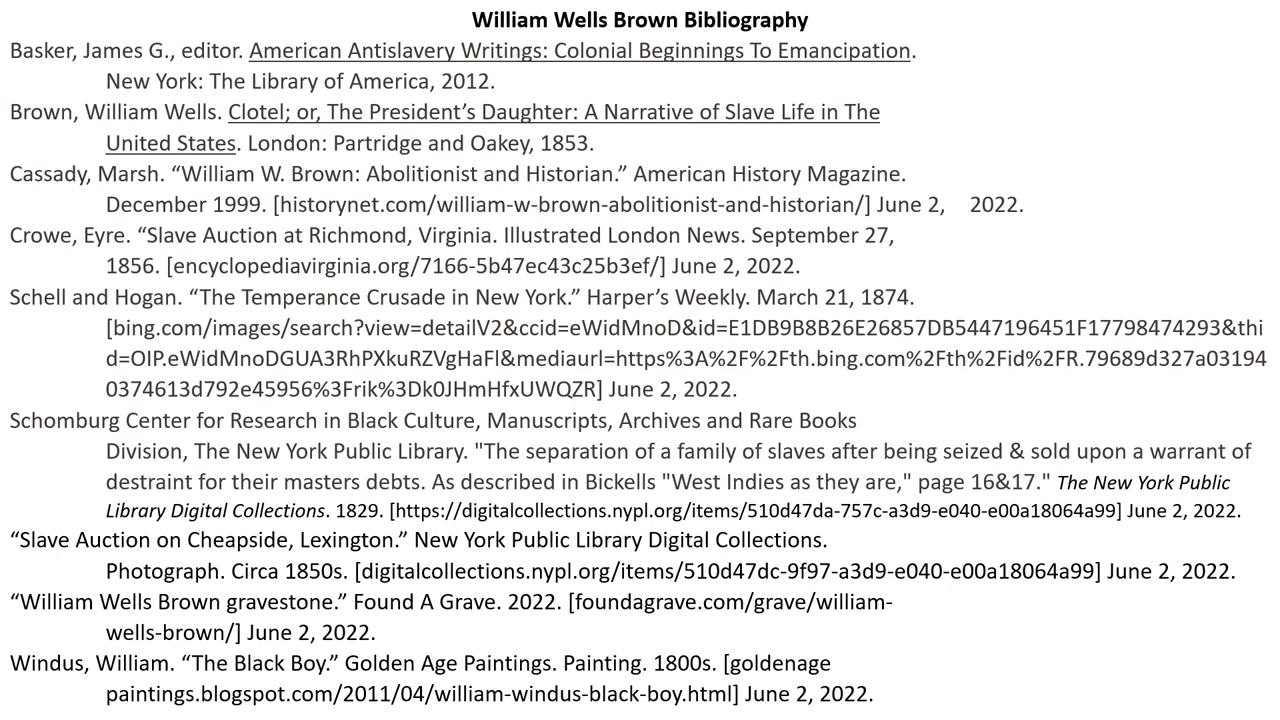 William Wells Brown Bibliography
Basker, James G., editor. American Antislavery Writings: Colonial Beginnings To Emancipation.
New York: The Library of America, 2012.
Brown, William Wells. Clotel; or, The President’s Daughter: A Narrative of Slave Life in The
United States. London: Partridge and Oakey, 1853.
Cassady, Marsh. “William W. Brown: Abolitionist and Historian.” American History Magazine.
December 1999. [historynet.com/william-w-brown-abolitionist-and-historian/] June 2, 2022.
Crowe, Eyre. “Slave Auction at Richmond, Virginia. Illustrated London News. September 27,
1856. [encyclopediavirginia.org/7166-5b47ec43c25b3ef/] June 2, 2022.
Schell and Hogan. “The Temperance Crusade in New York.” Harper’s Weekly. March 21, 1874.
[bing.com/images/search?view=detailV2&ccid=eWidMnoD&id=E1DB9B8B26E26857DB5447196451F17798474293&thi
d=OIP.eWidMnoDGUA3RhPXkuRZVgHaFl&mediaurl=https%3A%2F%2Fth.bing.com%2Fth%2Fid%2FR.79689d327a03194
0374613d792e45956%3Frik%3Dk0JHmHfxUWQZR] June 2, 2022.
Schomburg Center for Research in Black Culture, Manuscripts, Archives and Rare Books
Division, The New York Public Library. "The separation of a family of slaves after being seized & sold upon a warrant of
destraint for their masters debts. As described in Bickells "West Indies as they are," page 16&17." The New York Public
Library Digital Collections. 1829. [https://digitalcollections.nypl.org/items/510d47da-757c-a3d9-e040-e00a18064a99] June 2, 2022.
“Slave Auction on Cheapside, Lexington.” New York Public Library Digital Collections.
Photograph. Circa 1850s. [digitalcollections.nypl.org/items/510d47dc-9f97-a3d9-e040-e00a18064a99] June 2, 2022.
“William Wells Brown gravestone.” Found A Grave. 2022. [foundagrave.com/grave/william-
wells-brown/] June 2, 2022.
Windus, William. “The Black Boy.” Golden Age Paintings. Painting. 1800s. [goldenage
paintings.blogspot.com/2011/04/william-windus-black-boy.html] June 2, 2022.